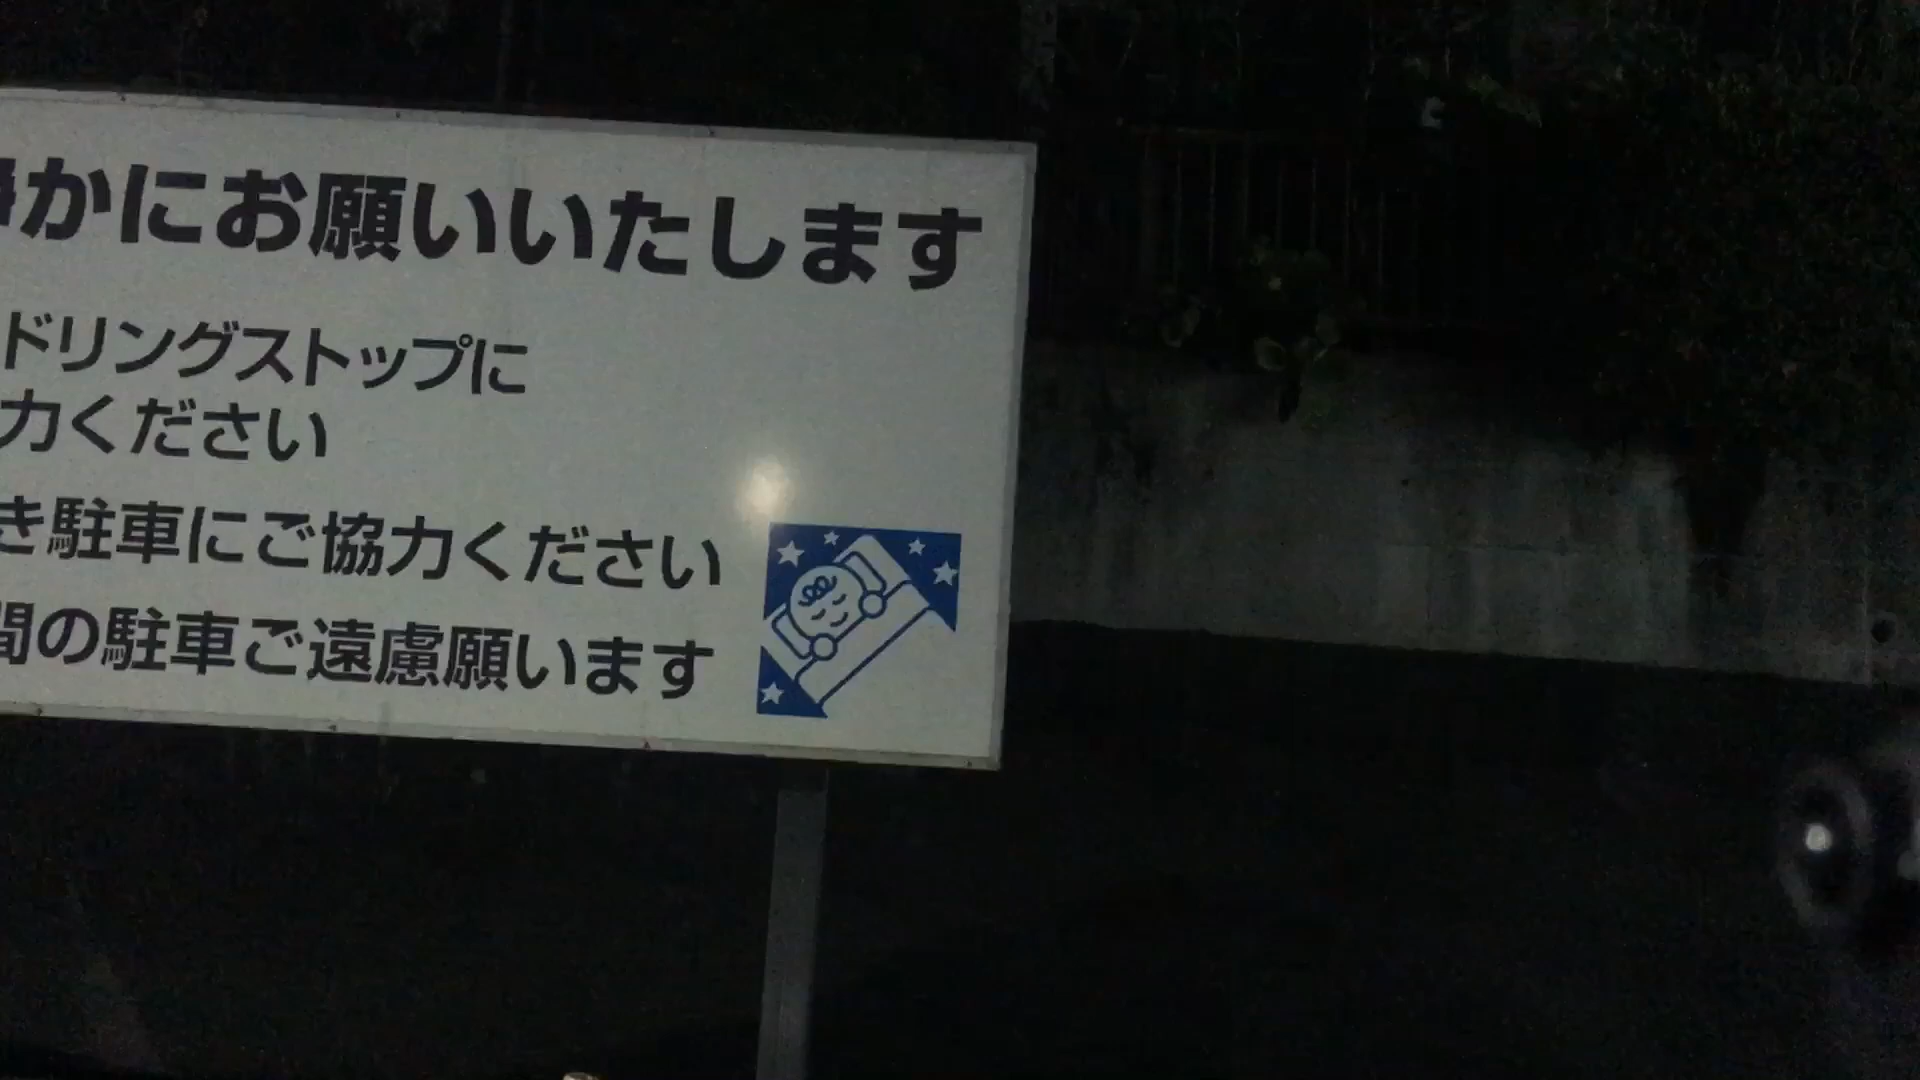 かにお願いいたします
ドリングストップに
力ください
き駐車にご協力ください
間の駐車ご遠慮願います